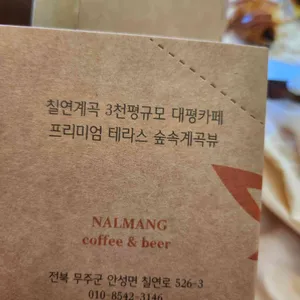 칠연계곡 3천평규모 대평카페
프리미엄 테라스 숲속계곡뷰
NALMANG
coffee & beer
전북 무주군 안성면 칠연로 526-3
010-8542-3146